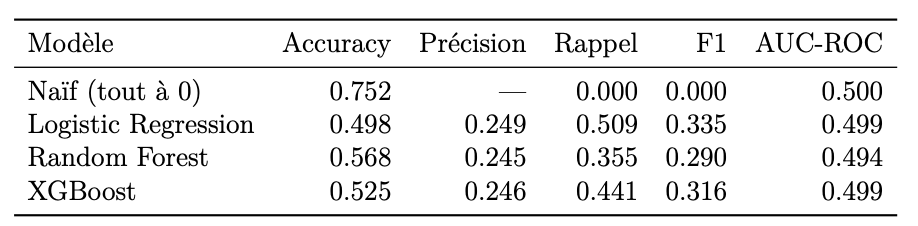 Modèle Accuracy Précision Rappel F1 AUC-ROC
Naïf (tout à 0) 0.752 — 0.000 0.000 0.500
Logistic Regression 0.498 0.249 0.509 0.335 0.499
Random Forest 0.568 0.245 0.355 0.290 0.494
XGBoost 0.525 0.246 0.441 0.316 0.499